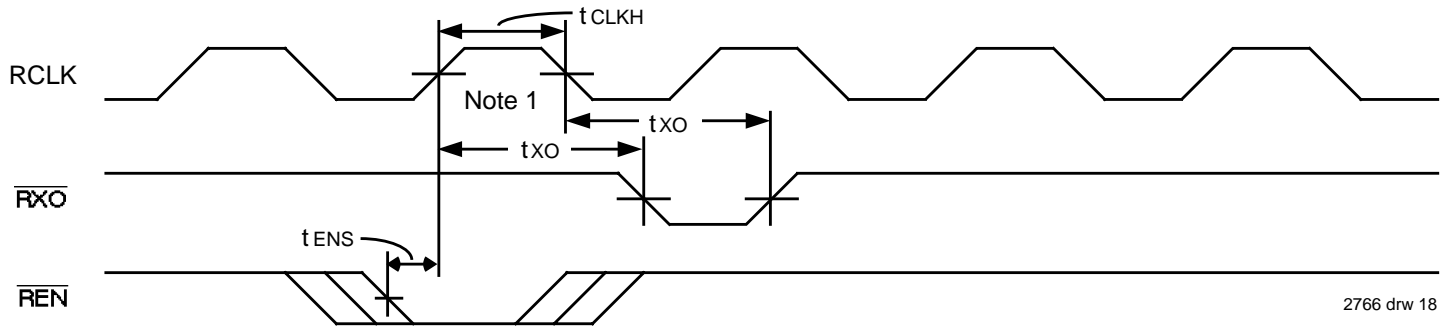 t CLKH
RCLK
Note 1
t XO
t XO
RXO
t ENS
REN
2766 drw 18